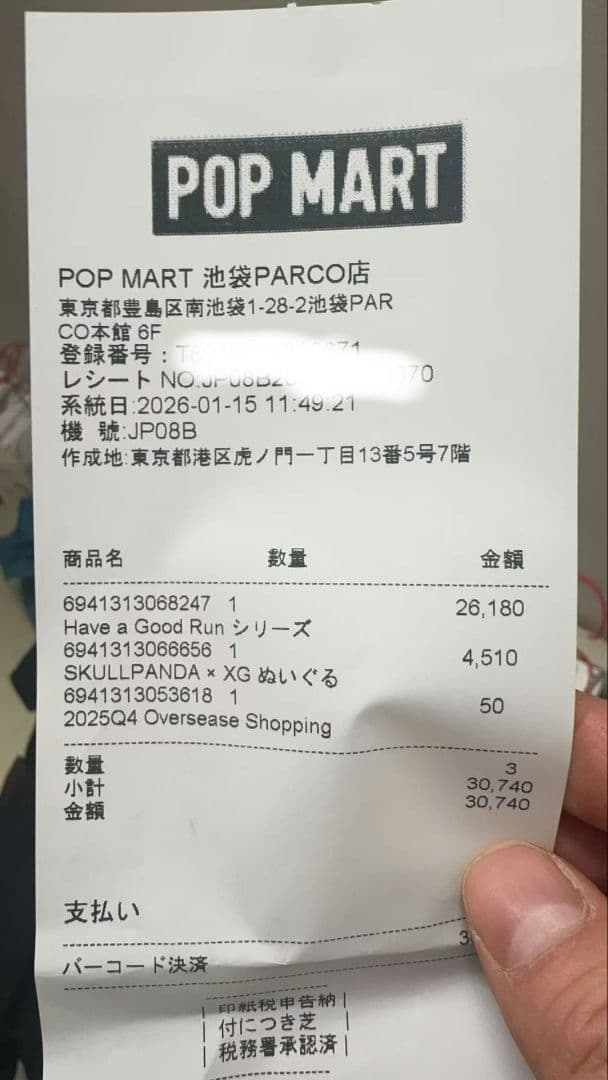 POP MART
POP MART 池袋PARCO店
東京都豊島区南池袋1-28-2池袋PAR
CO本館 6F
登録番号:
レシート NO.JP08B2 70
系統日:2026-01-15 11:49:21
機 號:JP08B
作成地:東京都港区虎ノ門一丁目13番5号7階
商品名 数量 金額
6941313068247 1 26,180
Have a Good Run シリーズ
6941313066656 1 4,510
SKULLPANDA × XG ぬいぐる
6941313053618 1 50
2025Q4 Oversease Shopping
数量 3
小計 30,740
金額 30,740
支払い
バーコード決済
印紙税申告納
付につき芝
税務署承認済